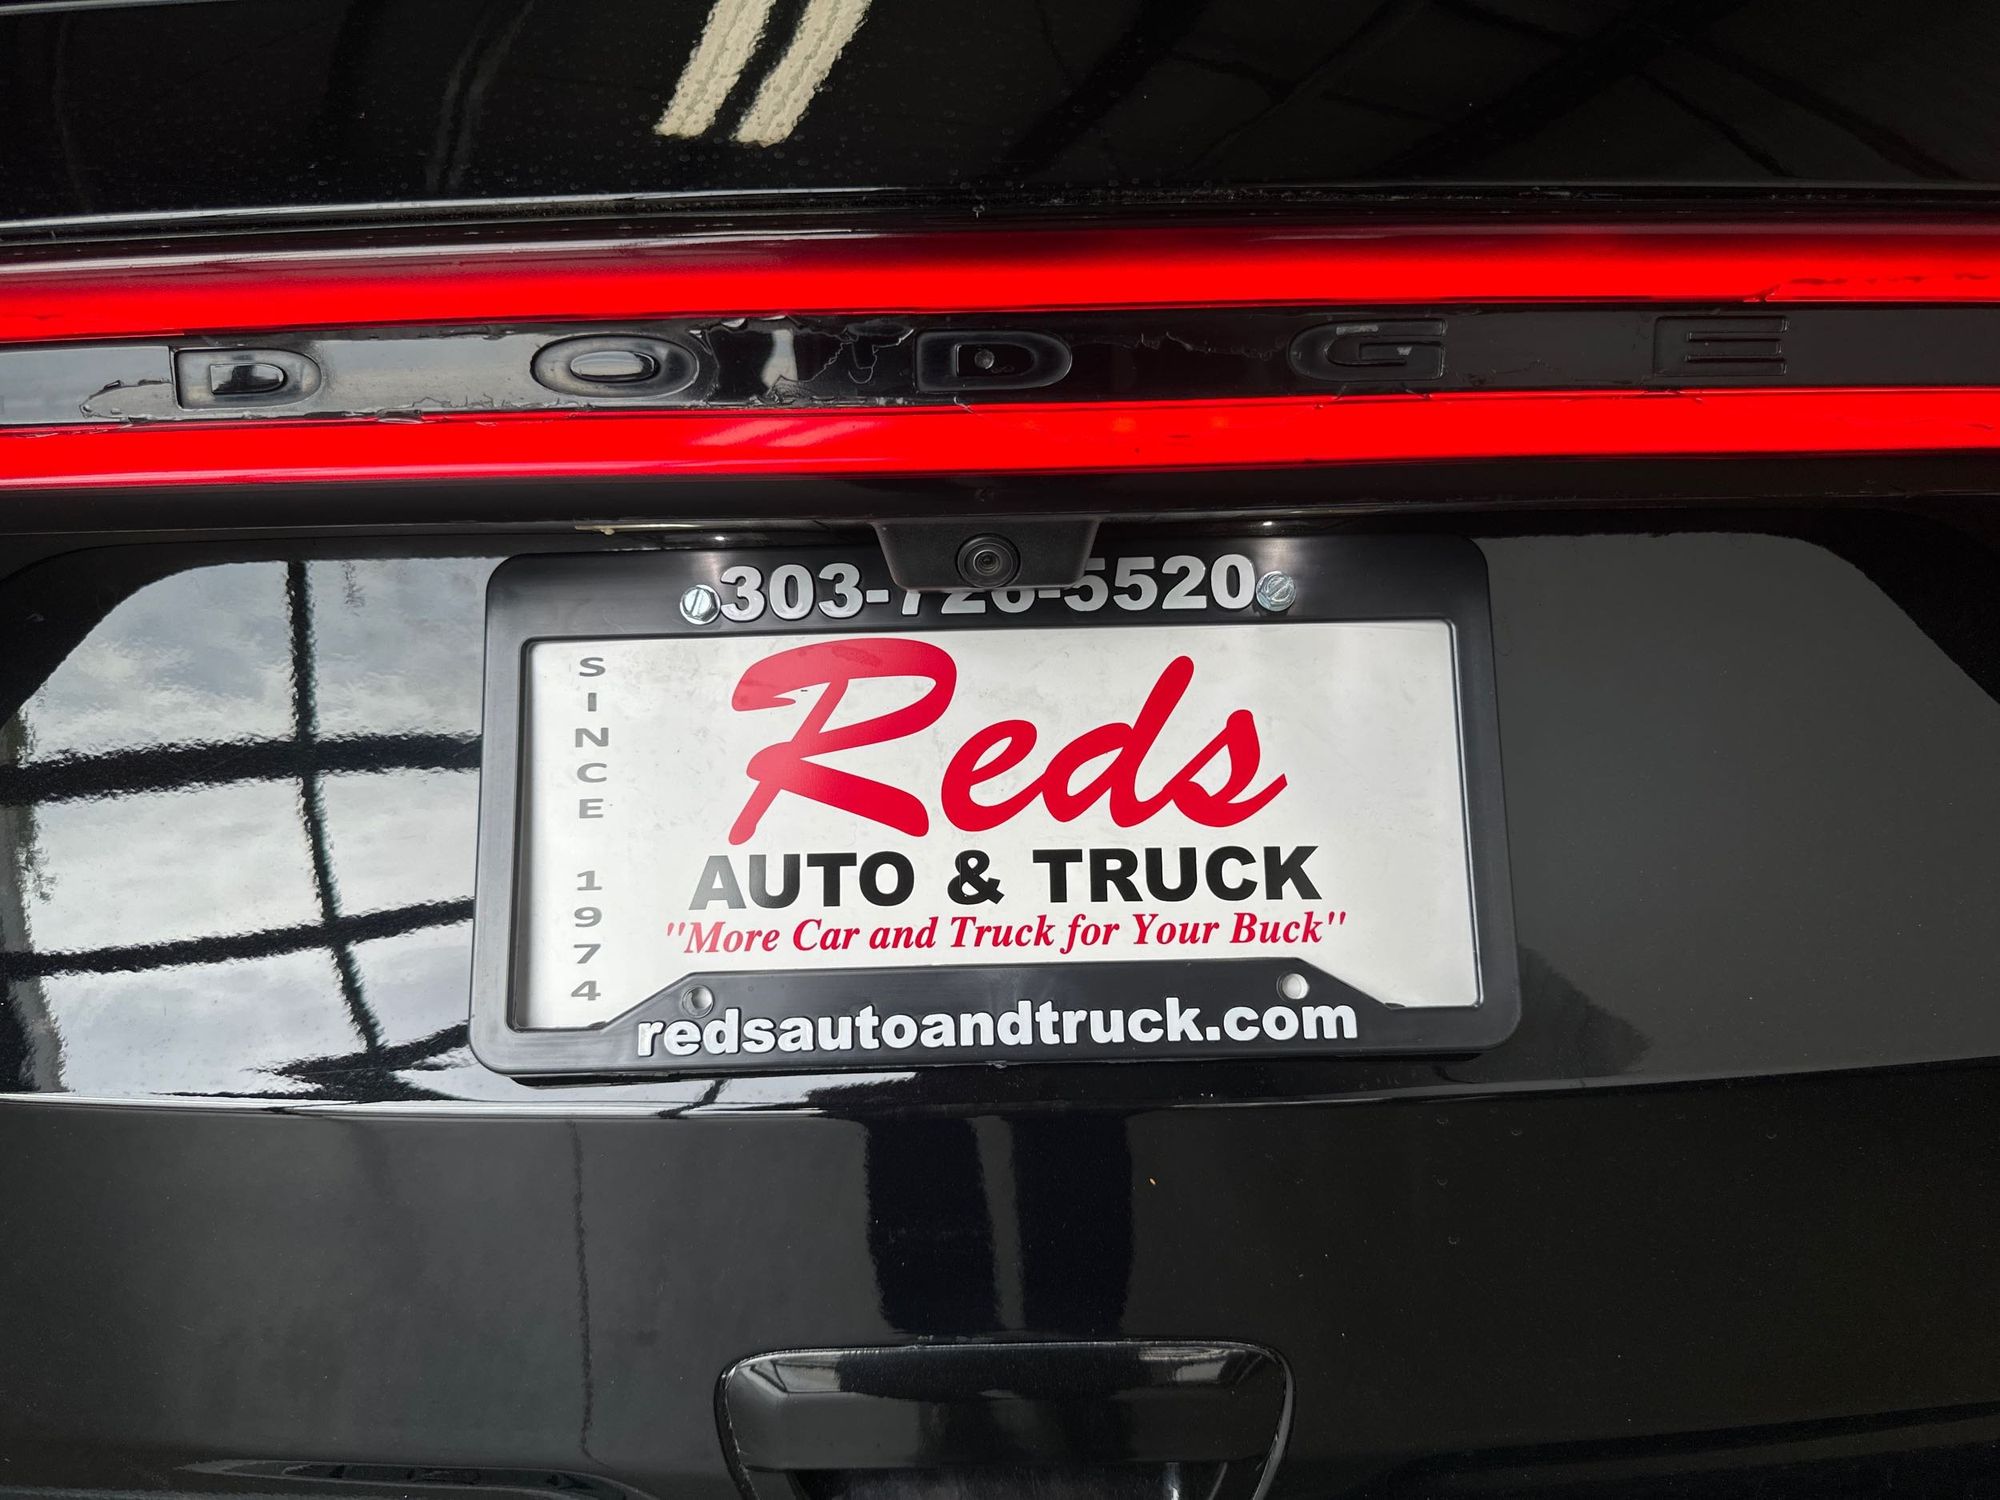 DODGE
303-726-5520
SINCE 1974
Reds
AUTO & TRUCK
"More Car and Truck for Your Buck"
redsautoandtruck.com